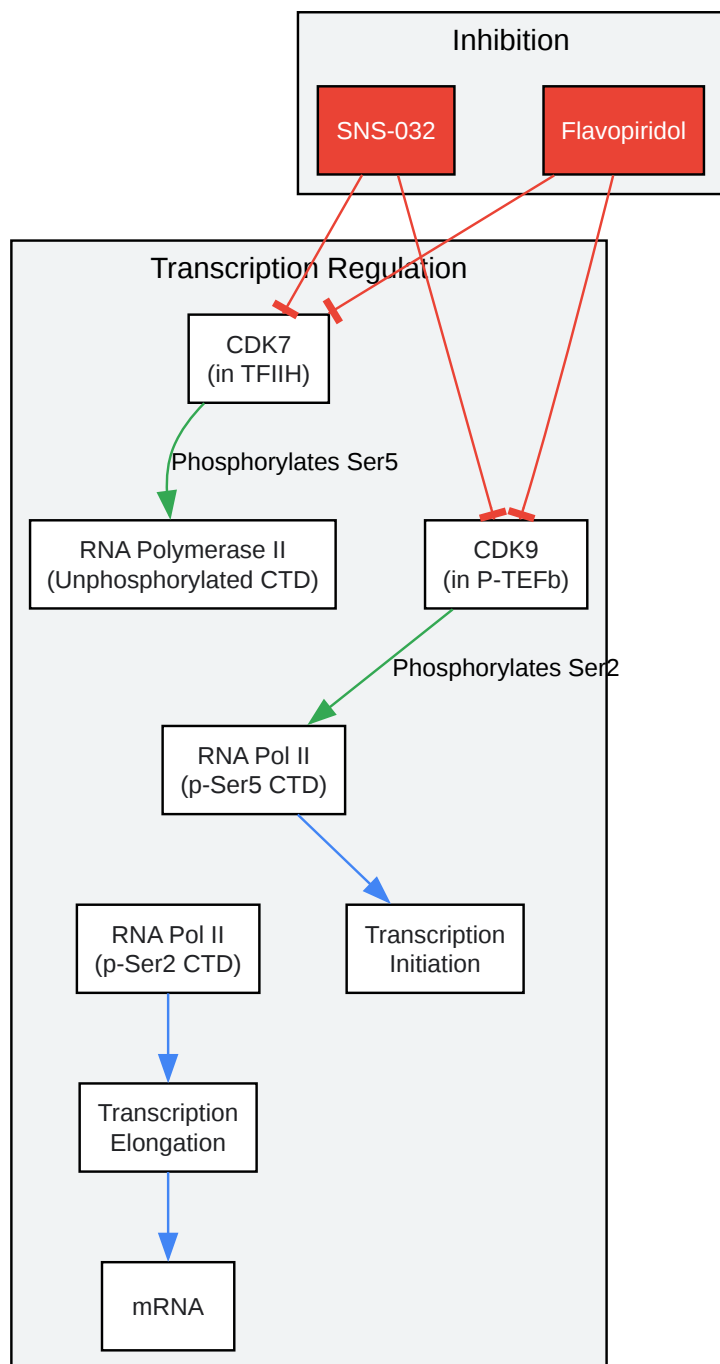 Inhibition
SNS-032
Flavopiridol
Transcription Regulation
CDK7
(in TFIIH)
Phosphorylates Ser5
RNA Polymerase II
(Unphosphorylated CTD)
CDK9
(in P-TEFb)
Phosphorylates Ser2
RNA Pol II
(p-Ser5 CTD)
RNA Pol II
(p-Ser2 CTD)
Transcription
Initiation
Transcription
Elongation
mRNA